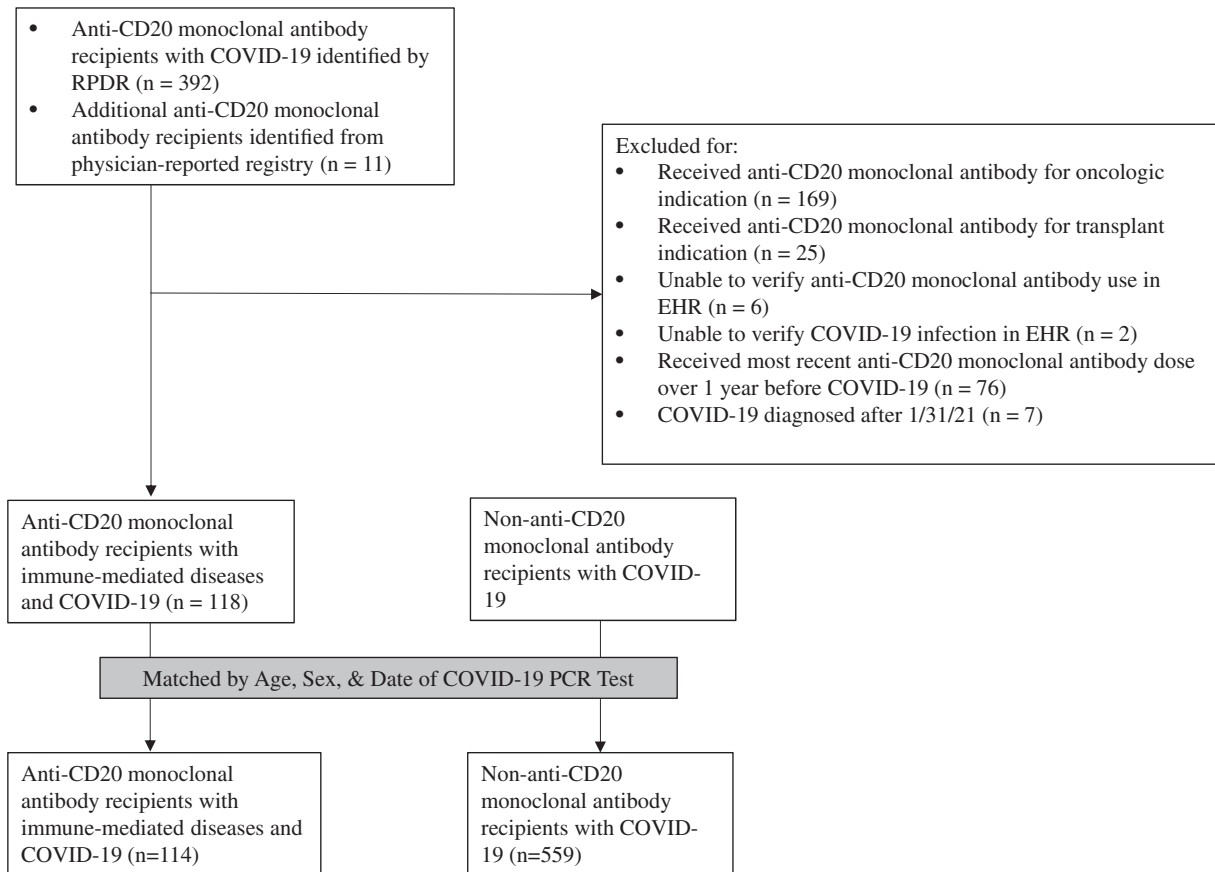 • Anti-CD20 monoclonal antibody
recipients with COVID-19 identified by
RPDR (n = 392)
• Additional anti-CD20 monoclonal
antibody recipients identified from
physician-reported registry (n = 11)
Excluded for:
• Received anti-CD20 monoclonal antibody for oncologic
indication (n = 169)
• Received anti-CD20 monoclonal antibody for transplant
indication (n = 25)
• Unable to verify anti-CD20 monoclonal antibody use in
EHR (n = 6)
• Unable to verify COVID-19 infection in EHR (n = 2)
• Received most recent anti-CD20 monoclonal antibody dose
over 1 year before COVID-19 (n = 76)
• COVID-19 diagnosed after 1/31/21 (n = 7)
Anti-CD20 monoclonal
antibody recipients with
immune-mediated diseases
and COVID-19 (n = 118)
Non-anti-CD20
monoclonal antibody
recipients with COVID-
19
Matched by Age, Sex, & Date of COVID-19 PCR Test
Anti-CD20 monoclonal
antibody recipients with
immune-mediated diseases and
COVID-19 (n=114)
Non-anti-CD20
monoclonal antibody
recipients with COVID-
19 (n=559)